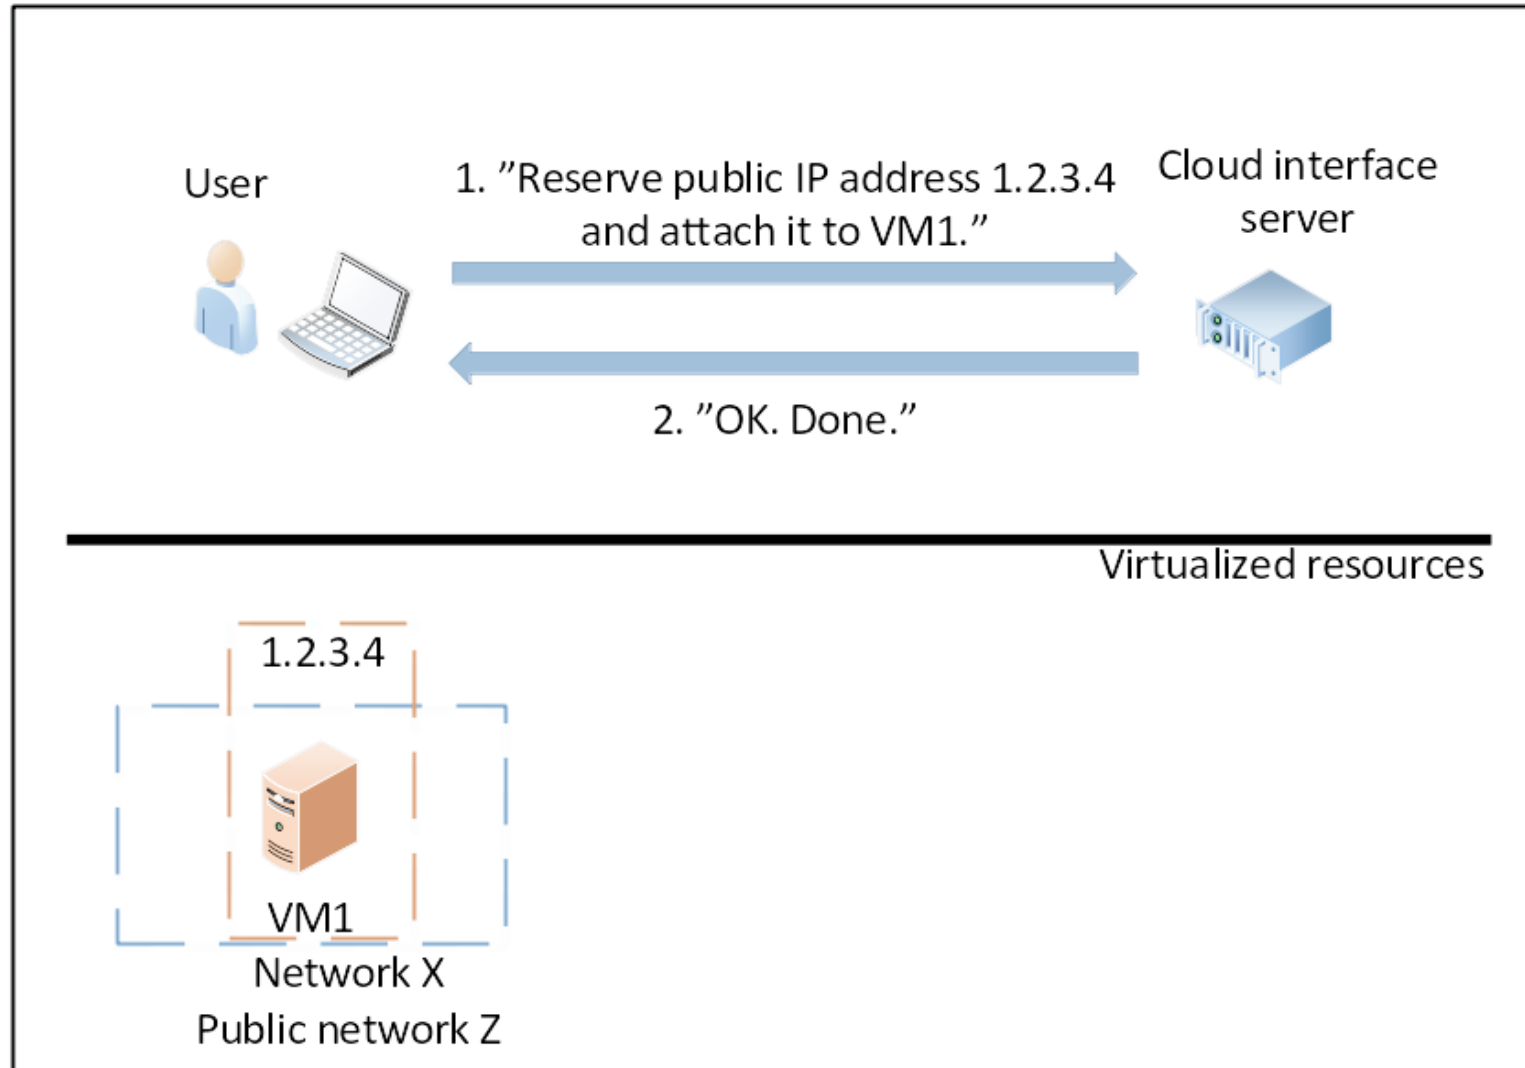 User
1. ”Reserve public IP address 1.2.3.4
and attach it to VM1.”
Cloud interface
server
2. ”OK. Done.”
Virtualized resources
1.2.3.4
VM1
Network X
Public network Z